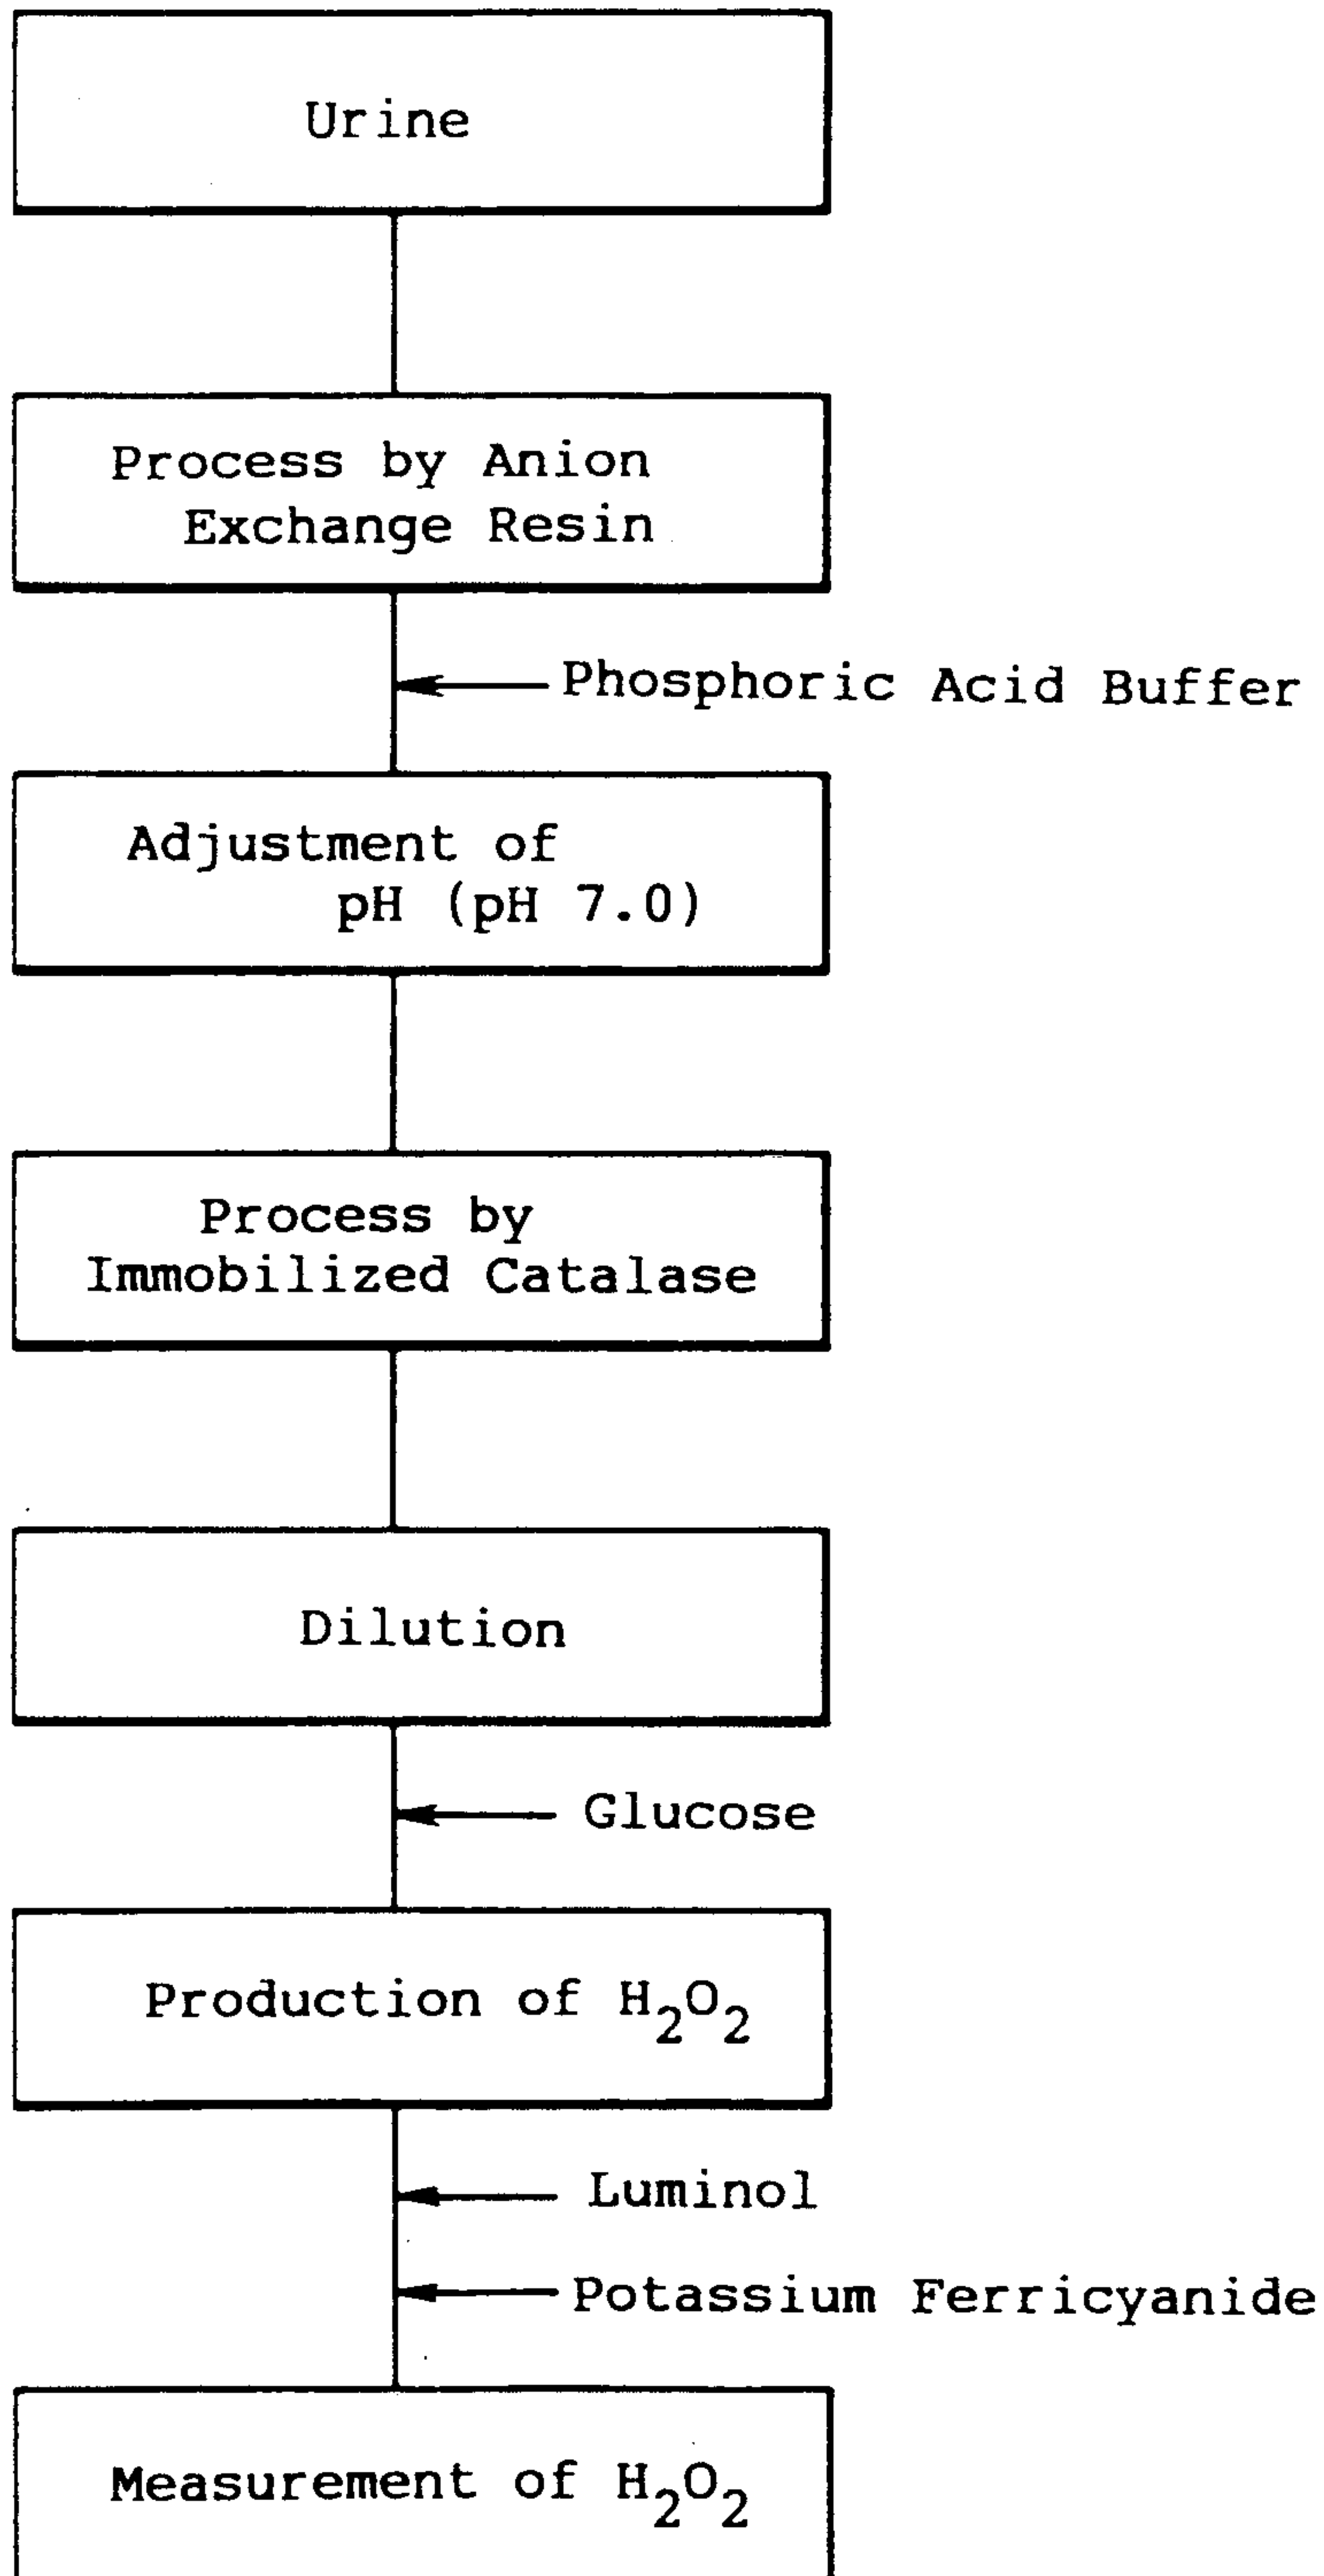 Urine
Process by Anion
Exchange Resin
Phosphoric Acid Buffer
Adjustment of
pH (pH 7.0)
Process by
Immobilized Catalase
Dilution
Glucose
Production of H₂O₂
Luminol
Potassium Ferricyanide
Measurement of H₂O₂